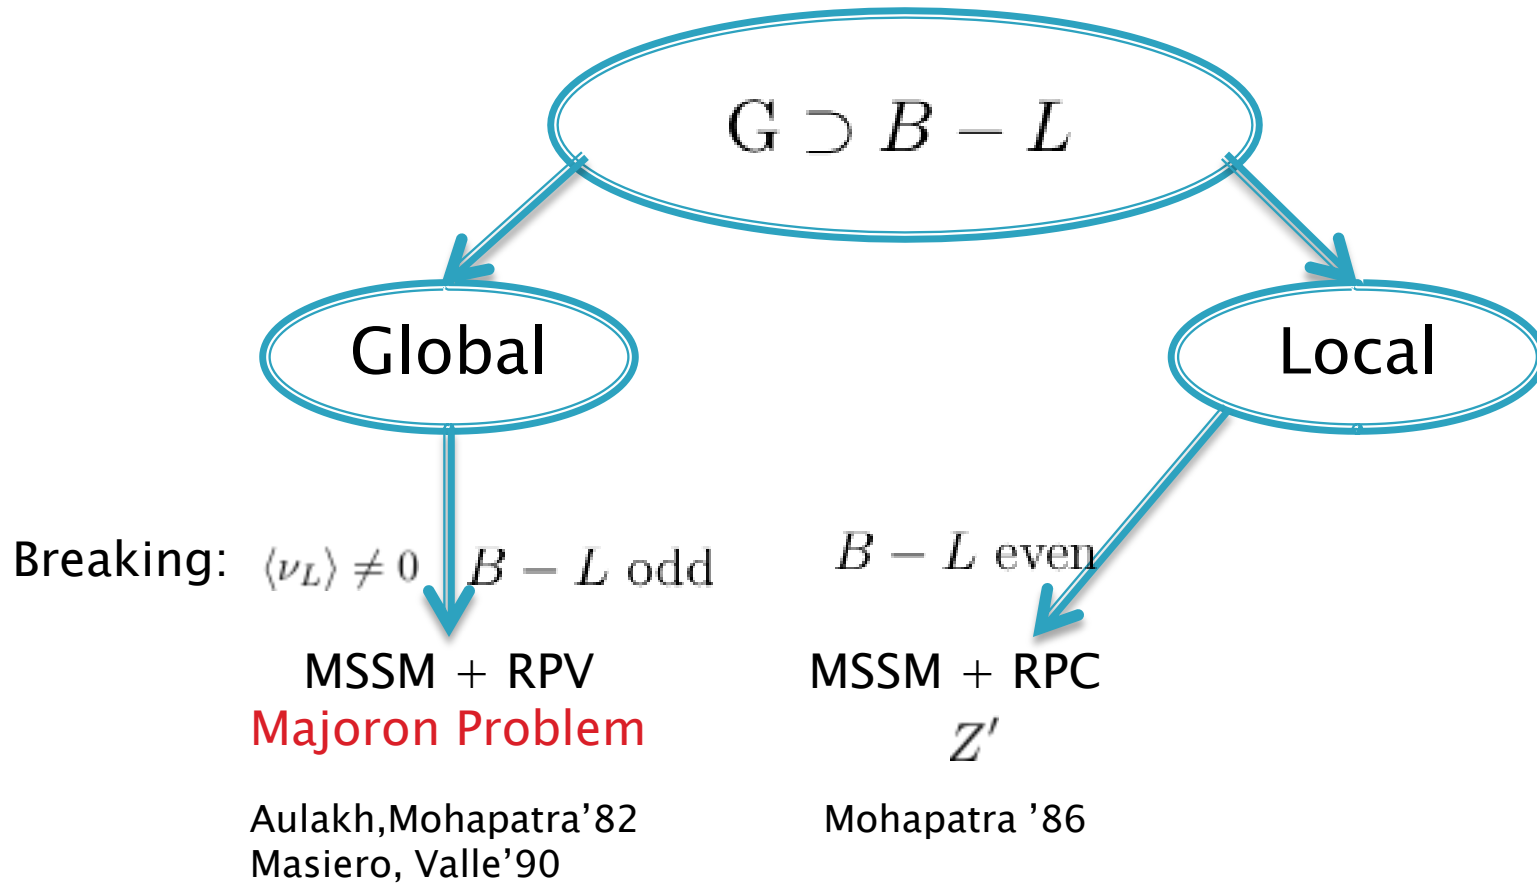 G ⊃ B − L
Global
Local
Breaking: ⟨ν_L⟩ ≠ 0 B − L odd
B − L even
MSSM + RPV
Majoron Problem
MSSM + RPC
Z′
Aulakh,Mohapatra’82
Masiero, Valle’90
Mohapatra ’86